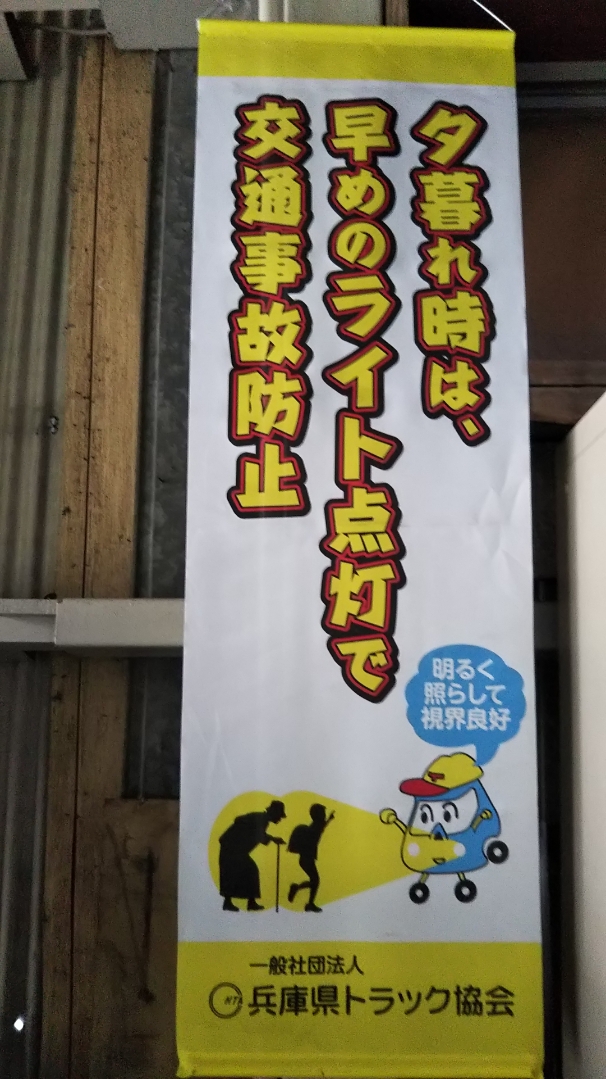 夕暮れ時は、
早めのライト点灯で
交通事故防止
明るく
照らして
視界良好
一般社団法人
HTA 兵庫県トラック協会